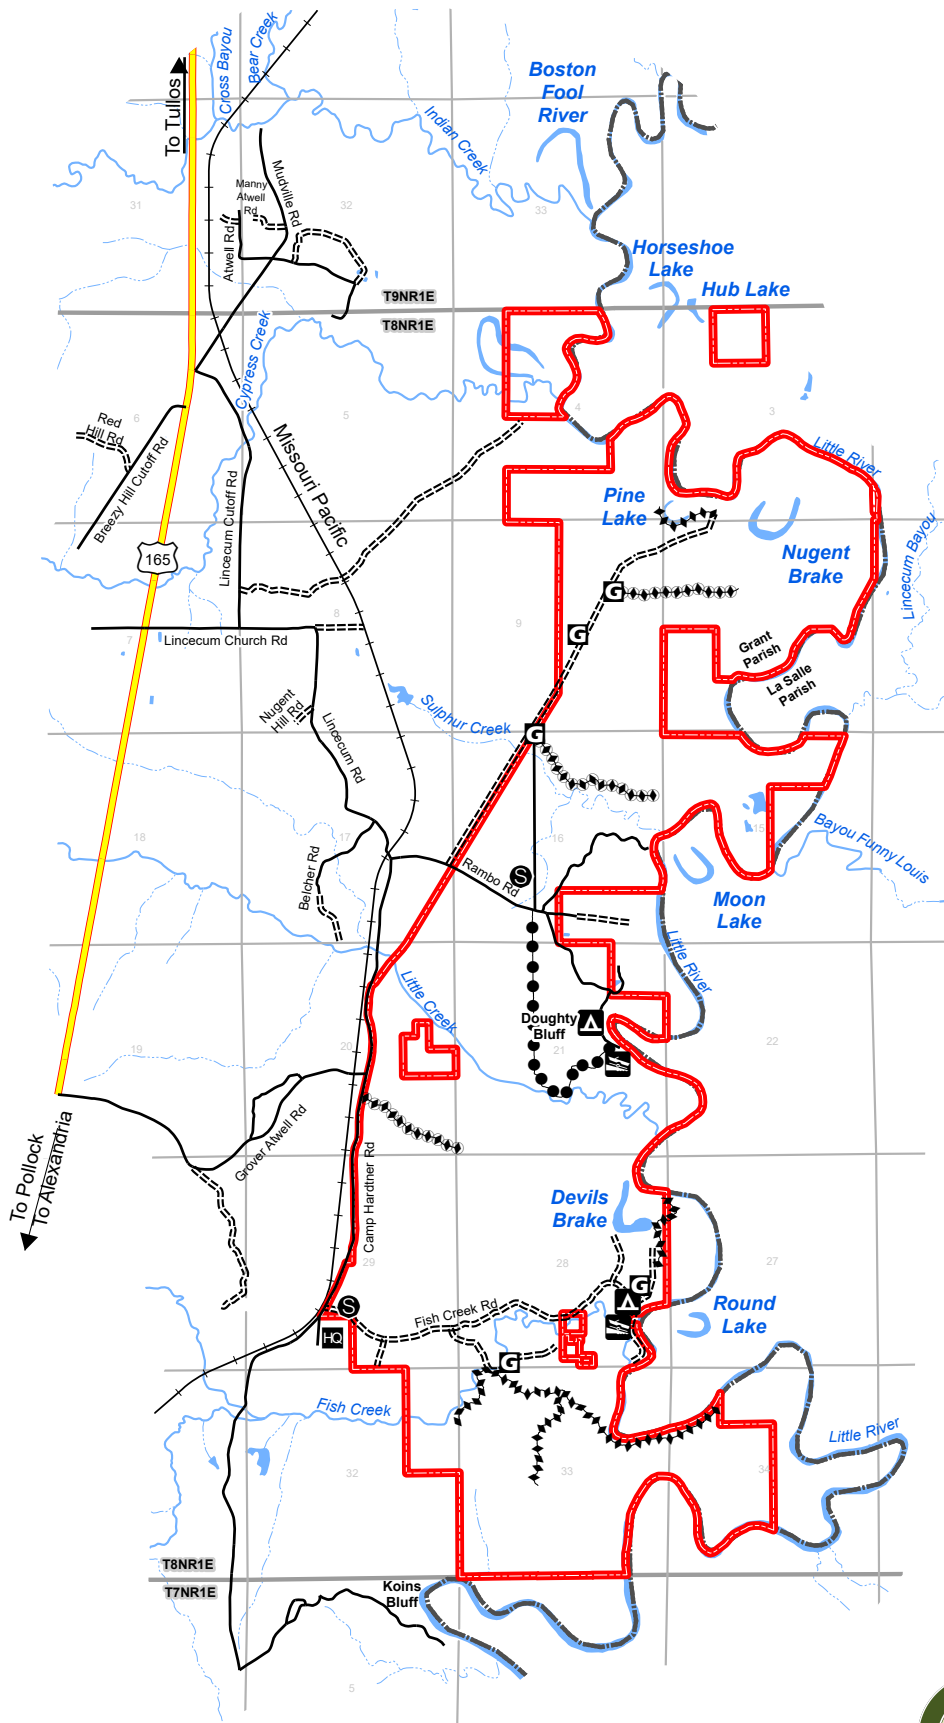 Cross Bayou
Bear Creek
To Tullos
Boston
Fool
River
Indian Creek
Manny
Atwell
Rd
Mudville Rd
Atwell Rd
31
32
33
Horseshoe
Lake
Hub Lake
T9NR1E
T8NR1E
Cypress Creek
6
5
4
3
Red
Hill Rd
Breezy Hill Cutoff Rd
Missouri Pacific
Lincecum Cutoff Rd
Little River
Pine
Lake
Nugent
Brake
Lincecum Bayou
165
G
7
8
9
Lincecum Church Rd
G
Grant
Parish
La Salle
Parish
Nugent
Hill Rd
Lincecum Rd
Sulphur Creek
G
18
17
16
15
Bayou Funny Louis
Belcher Rd
Rambo Rd
S
Moon
Lake
Little River
Little Creek
Doughty
Bluff
19
20
21
22
Grover Atwell Rd
To Pollock
To Alexandria
Camp Hardtner Rd
Devils
Brake
29
28
27
G
Round
Lake
S
Fish Creek Rd
HQ
G
Fish Creek
Little River
32
33
34
T8NR1E
T7NR1E
Koins
Bluff
5